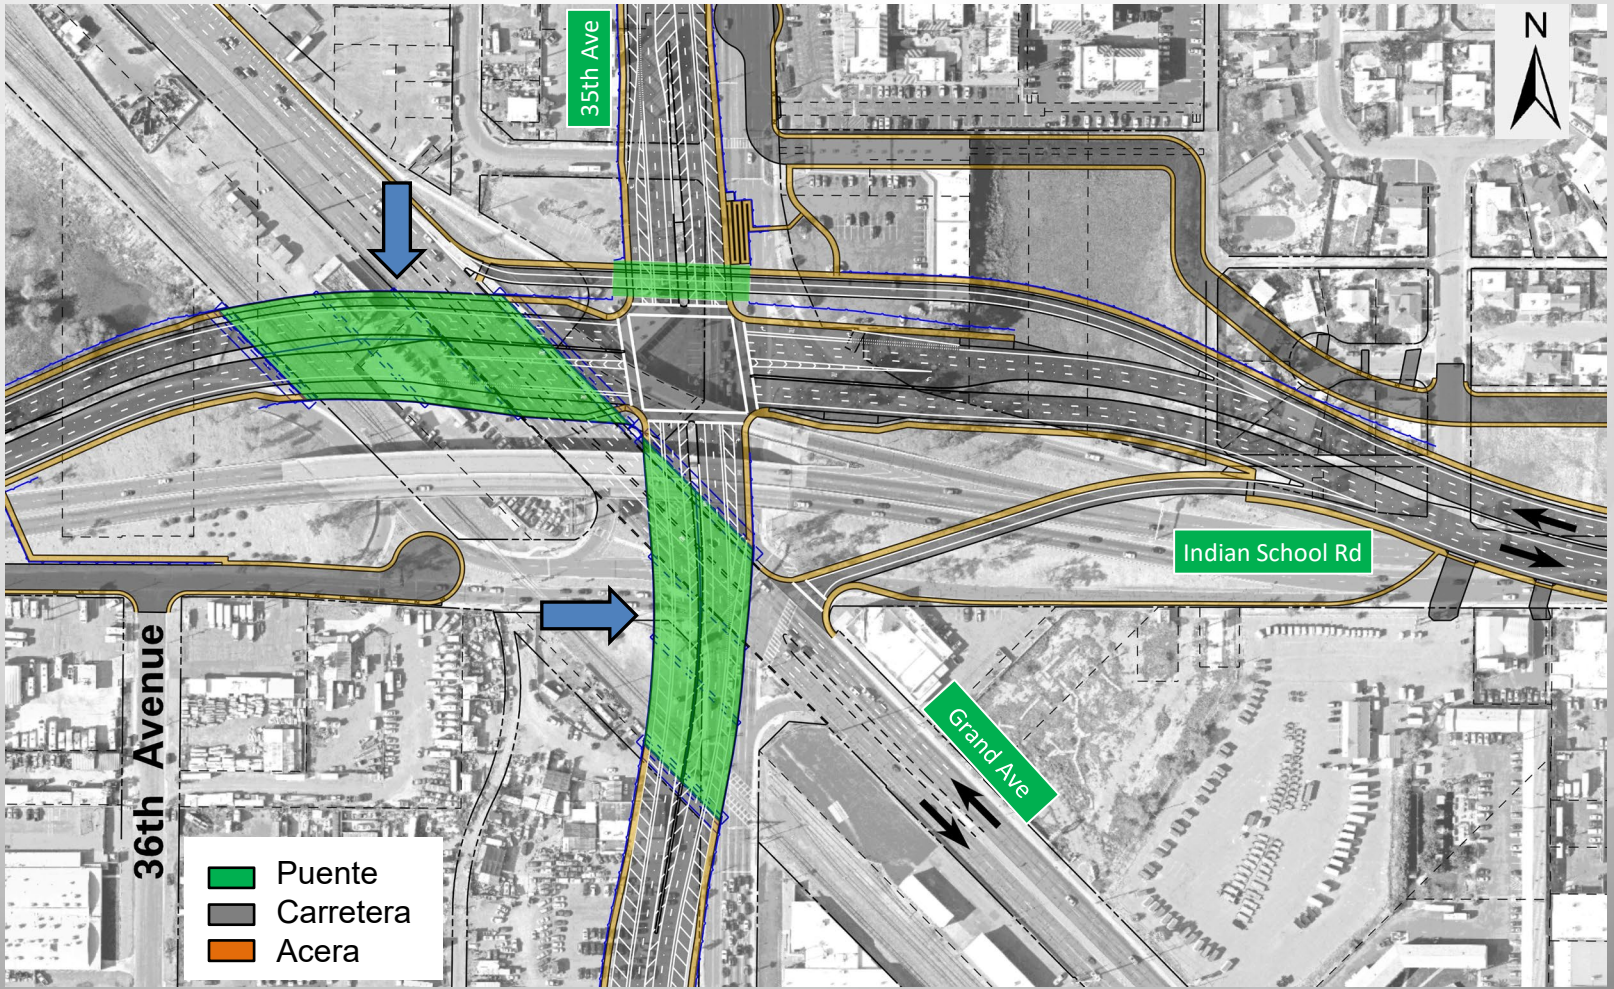 35th Ave
N
Indian School Rd
36th Avenue
Grand Ave
Puente
Carretera
Acera